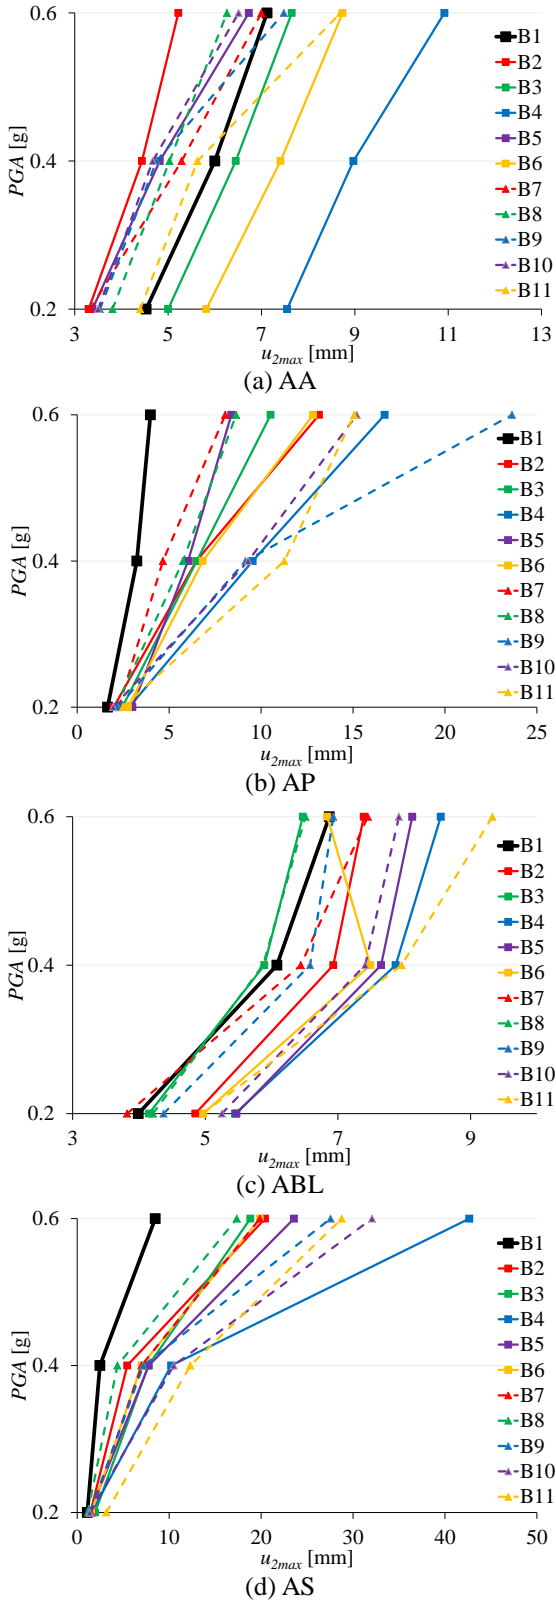 0.6
0.4
0.2
PGA [g]
3 5 7 9 11 13
u2max [mm]
B1
B2
B3
B4
B5
B6
B7
B8
B9
B10
B11
(a) AA
0.6
0.4
0.2
PGA [g]
0 5 10 15 20 25
u2max [mm]
B1
B2
B3
B4
B5
B6
B7
B8
B9
B10
B11
(b) AP
0.6
0.4
0.2
PGA [g]
3 5 7 9
u2max [mm]
B1
B2
B3
B4
B5
B6
B7
B8
B9
B10
B11
(c) ABL
0.6
0.4
0.2
PGA [g]
0 10 20 30 40 50
u2max [mm]
B1
B2
B3
B4
B5
B6
B7
B8
B9
B10
B11
(d) AS